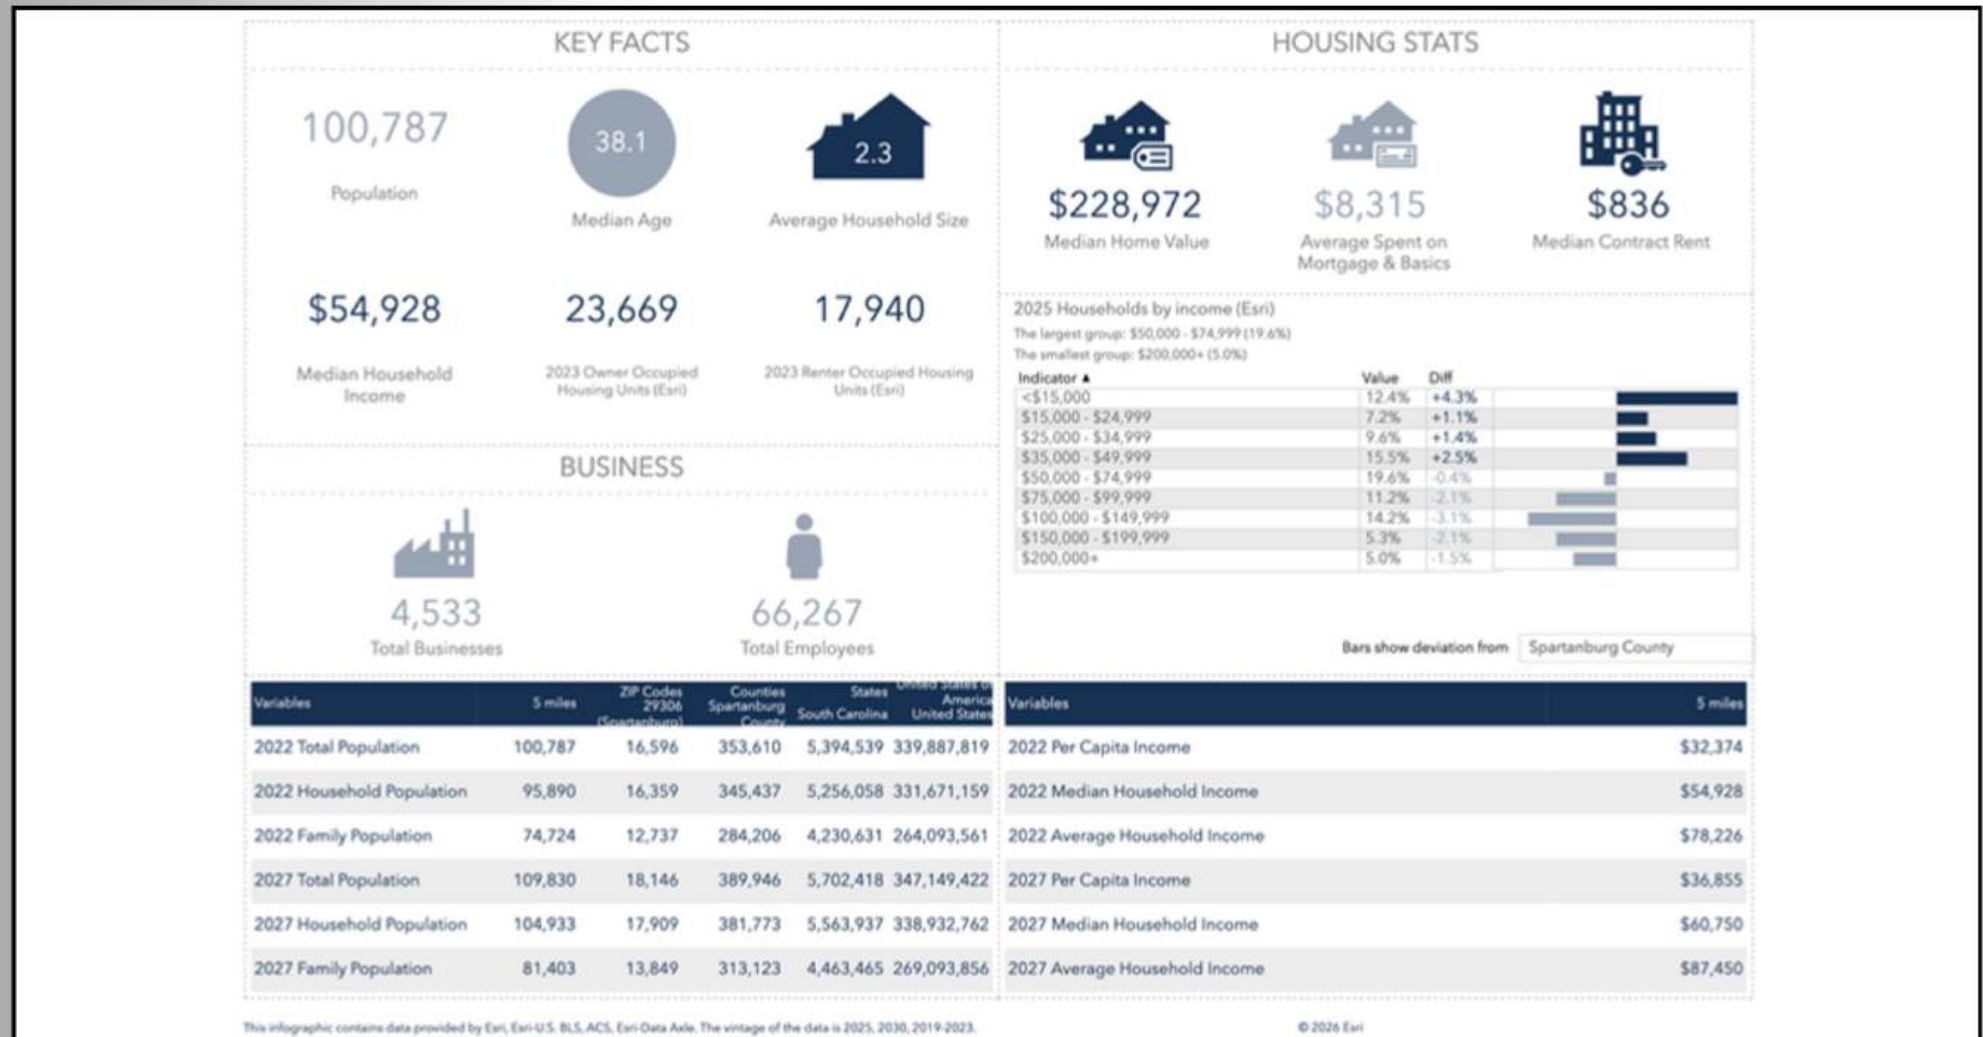 KEY FACTS
100,787
Population
38.1
Median Age
2.3
Average Household Size
$54,928
Median Household
Income
23,669
2023 Owner Occupied
Housing Units (Esri)
17,940
2023 Renter Occupied Housing
Units (Esri)
BUSINESS
4,533
Total Businesses
66,267
Total Employees
HOUSING STATS
$228,972
Median Home Value
$8,315
Average Spent on
Mortgage & Basics
$836
Median Contract Rent
2025 Households by income (Esri)
The largest group: $50,000 - $74,999 (19.6%)
The smallest group: $200,000+ (5.0%)
Indicator ▲ Value Diff
<$15,000 12.4% +4.3%
$15,000 - $24,999 7.2% +1.1%
$25,000 - $34,999 9.6% +1.4%
$35,000 - $49,999 15.5% +2.5%
$50,000 - $74,999 19.6% -0.4%
$75,000 - $99,999 11.2% -2.1%
$100,000 - $149,999 14.2% -3.1%
$150,000 - $199,999 5.3% -2.1%
$200,000+ 5.0% -1.5%
Bars show deviation from Spartanburg County
Variables 5 miles ZIP Codes 29306 (Spartanburg) Counties Spartanburg County States South Carolina United States of America United States
2022 Total Population 100,787 16,596 353,610 5,394,539 339,887,819
2022 Household Population 95,890 16,359 345,437 5,256,058 331,671,159
2022 Family Population 74,724 12,737 284,206 4,230,631 264,093,561
2027 Total Population 109,830 18,146 389,946 5,702,418 347,149,422
2027 Household Population 104,933 17,909 381,773 5,563,937 338,932,762
2027 Family Population 81,403 13,849 313,123 4,463,465 269,093,856
Variables 5 miles
2022 Per Capita Income $32,374
2022 Median Household Income $54,928
2022 Average Household Income $78,226
2027 Per Capita Income $36,855
2027 Median Household Income $60,750
2027 Average Household Income $87,450
This infographic contains data provided by Esri, Esri-U.S. BLS, ACS, Esri-Data Axle. The vintage of the data is 2025, 2030, 2019-2023.
© 2026 Esri